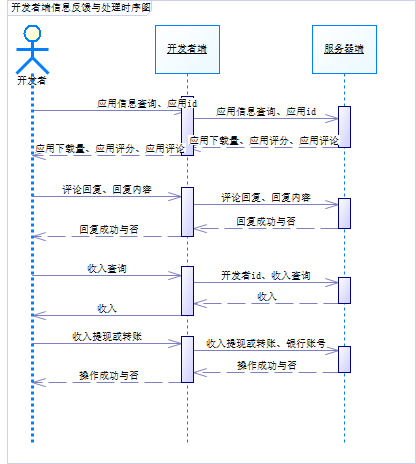 开发者端信息反馈与处理时序图
开发者端
服务器端
开发者
应用信息查询、应用id
应用信息查询、应用id
应用下载量、应用评分、应用评论
应用下载量、应用评分、应用评论
评论回复、回复内容
评论回复、回复内容
回复成功与否
回复成功与否
收入查询
开发者id、收入查询
收入
收入
收入提现或转账
收入提现或转账、银行账号
操作成功与否
操作成功与否